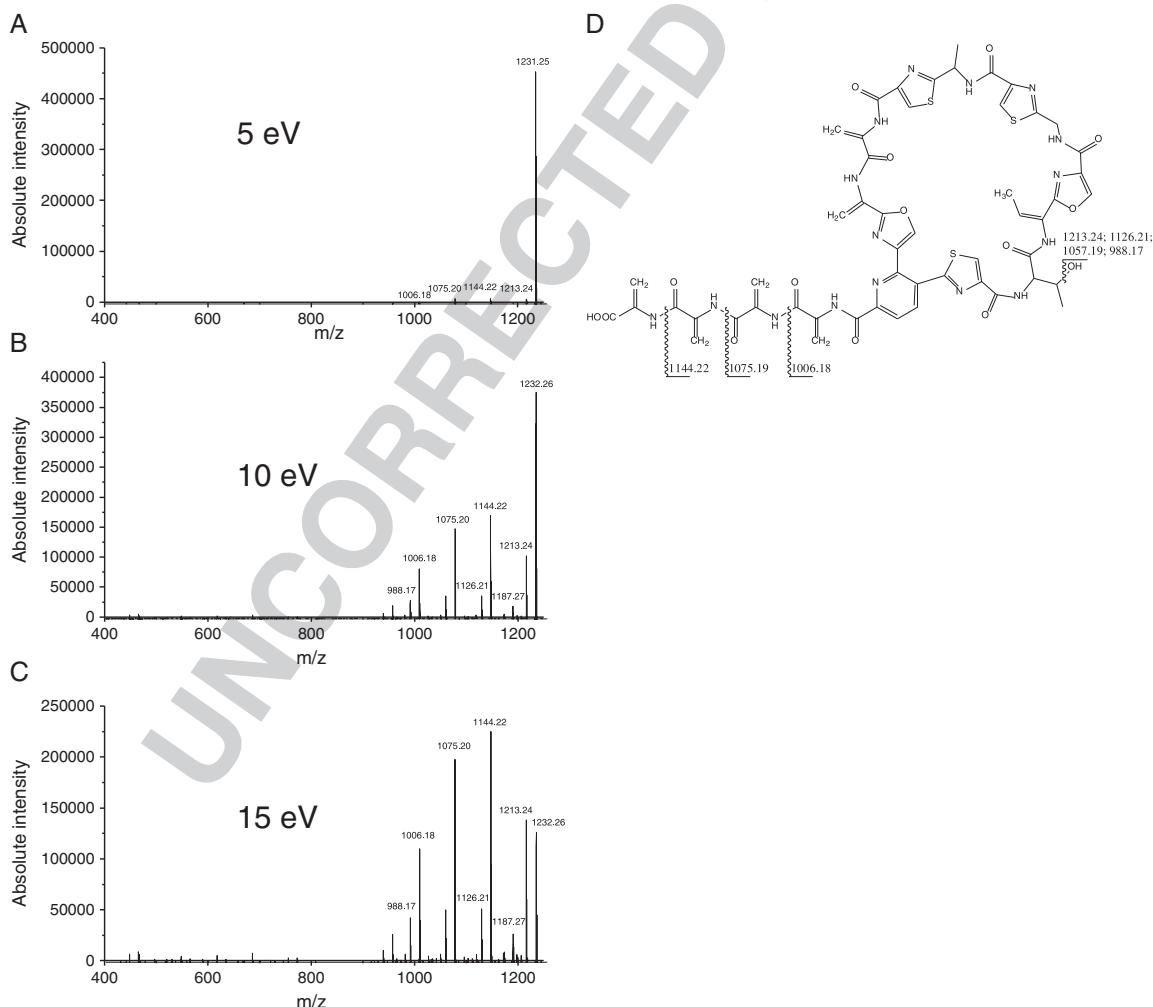 A
Absolute intensity
500000
400000
300000
200000
100000
0
5 eV
1231.25
1006.18
1075.20
1144.22
1213.24
400
600
800
1000
1200
m/z
B
Absolute intensity
400000
350000
300000
250000
200000
150000
100000
50000
0
10 eV
1232.26
1144.22
1075.20
1213.24
1006.18
988.17
1126.21
1187.27
400
600
800
1000
1200
m/z
C
Absolute intensity
250000
200000
150000
100000
50000
0
15 eV
1144.22
1075.20
1213.24
1232.26
1006.18
988.17
1126.21
1187.27
400
600
800
1000
1200
m/z
D
O
N
S
NH
O
N
S
O
NH
H2C
O
HN
H2C
O
N
HN
O
N
O
H3C
NH
O
1213.24; 1126.21;
1057.19; 988.17
OH
S
N
O
NH
N
CH2
O
H
N
CH2
O
H
N
HOOC
N
H
O
CH2
N
H
O
CH2
O
1144.22
1075.19
1006.18
UNCORRECTED